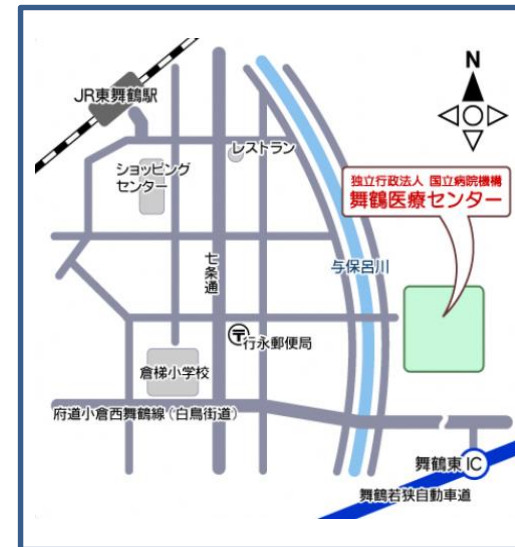 N
JR東舞鶴駅
レストラン
ショッピング
センター
独立行政法人 国立病院機構
舞鶴医療センター
七条通
与保呂川
〒
行永郵便局
倉梯小学校
府道小倉西舞鶴線(白鳥街道)
舞鶴東IC
舞鶴若狭自動車道